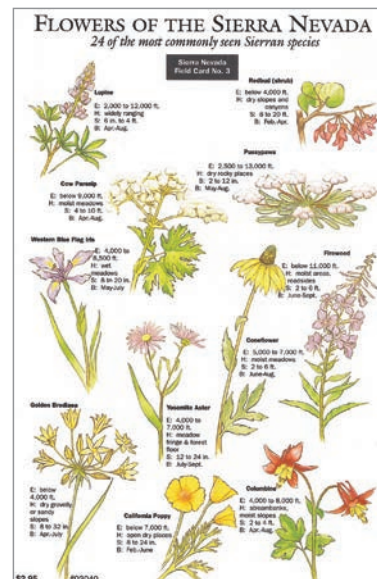 FLOWERS OF THE SIERRA NEVADA
24 of the most commonly seen Sierran species
Sierra Nevada
Field Card No. 3
Lupine
E: 2,000 to 12,000 ft.
H: widely ranging
S: 6 in. to 4 ft.
B: Apr.-Aug.
Redbud (shrub)
E: below 4,000 ft.
H: dry slopes and
canyons
S: 8 to 20 ft.
B: Feb.-Apr.
Pussypaws
E: 2,500 to 13,000 ft.
H: dry rocky places
S: 2 to 12 in.
B: May-Aug.
Cow Parsnip
E: below 9,000 ft.
H: moist meadows
S: 4 to 10 ft.
B: Apr.-Aug.
Western Blue Flag Iris
E: 4,000 to
8,500 ft.
H: wet
meadows
S: 8 to 20 in.
B: May-July
Fireweed
E: below 11,000 ft.
H: moist areas,
roadsides
S: 2 to 6 ft.
B: June-Sept.
Coneflower
E: 5,000 to 7,000 ft.
H: moist meadows
S: 2 to 6 ft.
B: June-Aug.
Yosemite Aster
E: 4,000 to
7,000 ft.
H: meadow
fringe & forest
floor
S: 12 to 24 in.
B: July-Sept.
Golden Brodiaea
E: below
4,000 ft.
H: dry gravelly
or sandy
slopes
S: 8 to 32 in.
B: Apr.-July
California Poppy
E: below 7,000 ft.
H: open dry places
S: 8 to 24 in.
B: Feb.-June
Columbine
E: 4,000 to 8,000 ft.
H: streambanks,
moist slopes
S: 2 to 4 ft.
B: Apr.-Aug.